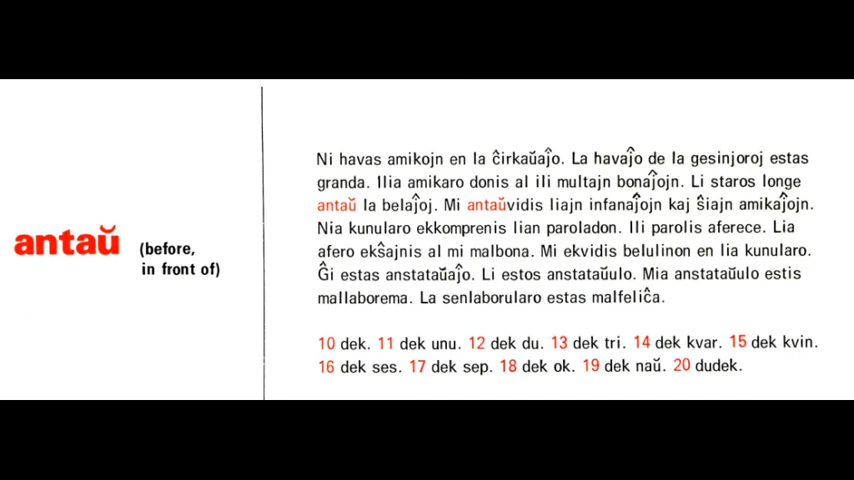 antaŭ (before,
in front of)
Ni havas amikojn en la ĉirkaŭaĵo. La havaĵo de la gesinjoroj estas
granda. Ilia amikaro donis al ili multajn bonaĵojn. Li staros longe
antaŭ la belaĵoj. Mi antaŭvidis liajn infanaĵojn kaj ŝiajn amikaĵojn.
Nia kunularo ekkomprenis lian paroladon. Ili parolis aferece. Lia
afero ekŝajnis al mi malbona. Mi ekvidis belulinon en lia kunularo.
Ĝi estas anstataŭaĵo. Li estos anstataŭulo. Mia anstataŭulo estis
mallaborema. La senlaborularo estas malfeliĉa.
10 dek. 11 dek unu. 12 dek du. 13 dek tri. 14 dek kvar. 15 dek kvin.
16 dek ses. 17 dek sep. 18 dek ok. 19 dek naŭ. 20 dudek.